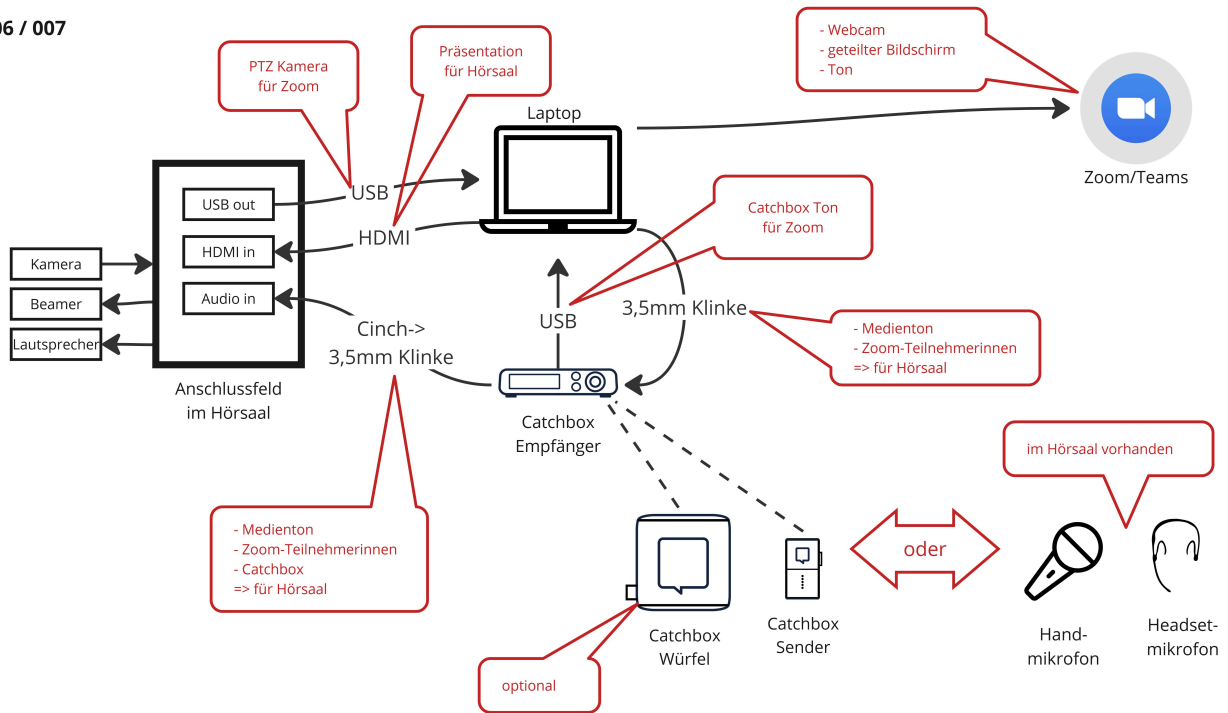 06 / 007
PTZ Kamera
für Zoom
Präsentation
für Hörsaal
- Webcam
- geteilter Bildschirm
- Ton
Laptop
Zoom/Teams
USB
HDMI
USB out
HDMI in
Audio in
Kamera
Beamer
Lautsprecher
Anschlussfeld
im Hörsaal
Catchbox Ton
für Zoom
USB
3,5mm Klinke
Cinch->
3,5mm Klinke
- Medienton
- Zoom-Teilnehmerinnen
=> für Hörsaal
Catchbox
Empfänger
im Hörsaal vorhanden
- Medienton
- Zoom-Teilnehmerinnen
- Catchbox
=> für Hörsaal
oder
Catchbox
Würfel
Catchbox
Sender
Hand-
mikrofon
Headset-
mikrofon
optional